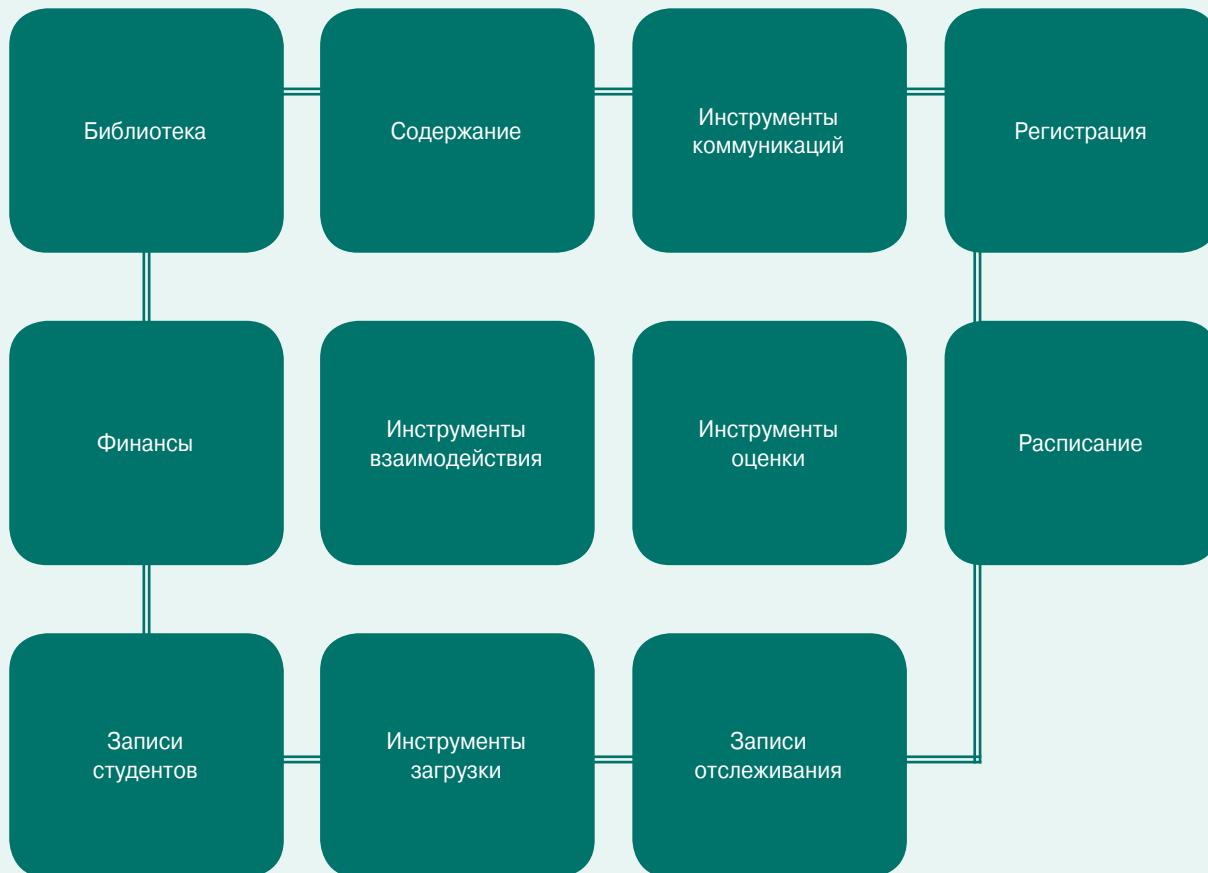 Библиотека
Содержание
Инструменты
коммуникаций
Регистрация
Финансы
Инструменты
взаимодействия
Инструменты
оценки
Расписание
Записи
студентов
Инструменты
загрузки
Записи
отслеживания